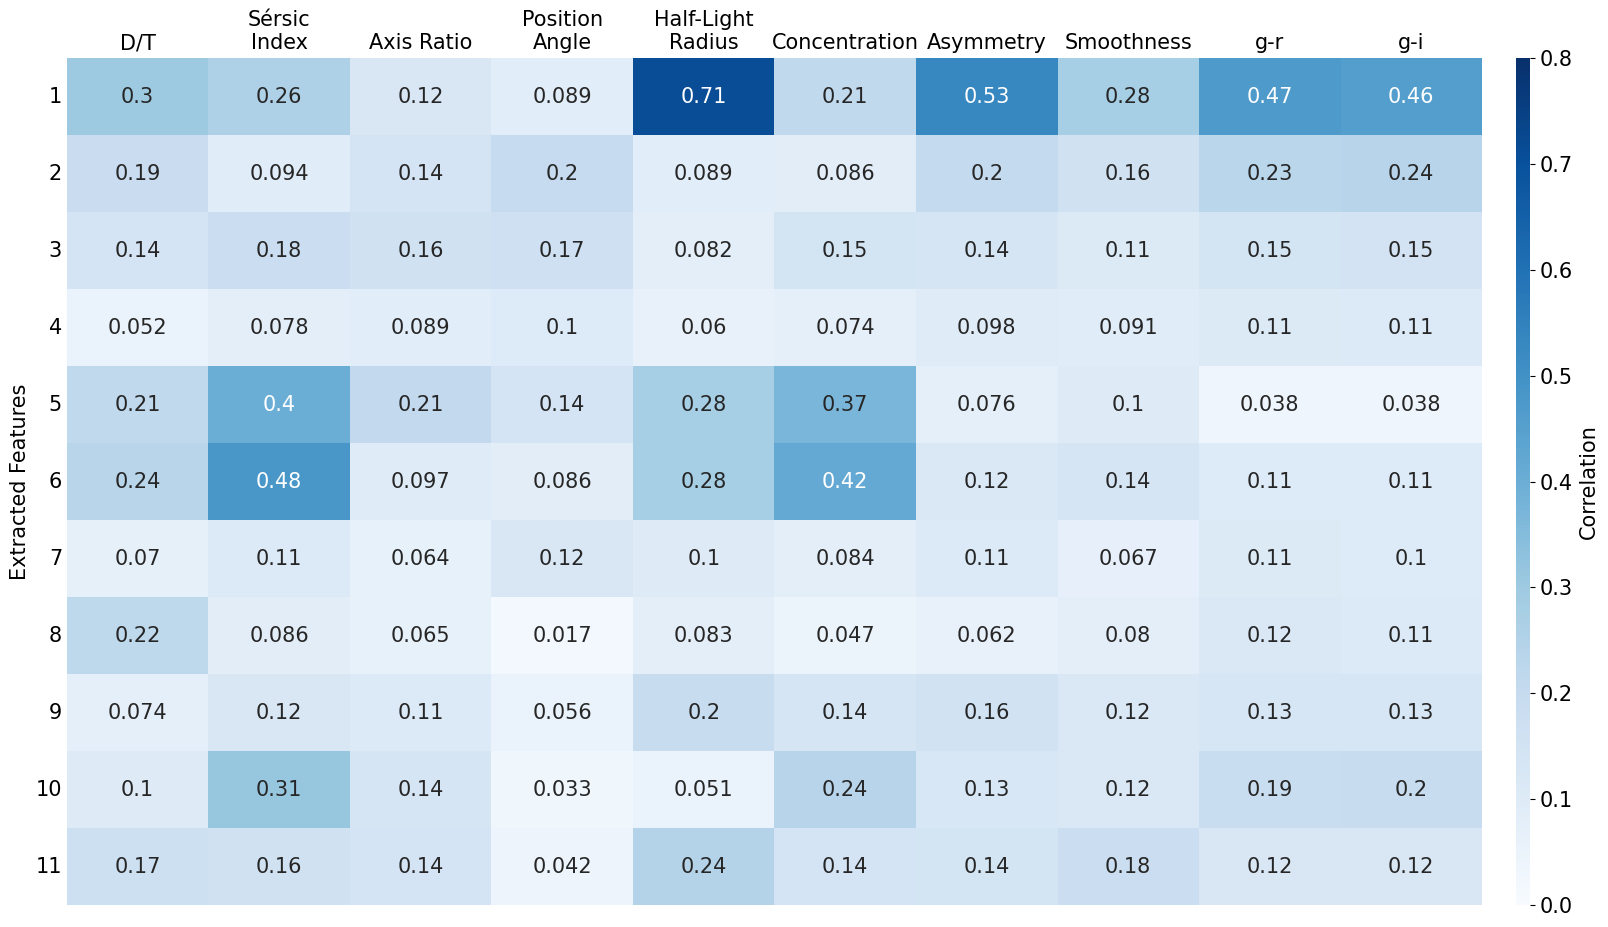 Sérsic Position Half-Light
D/T Index Axis Ratio Angle Radius Concentration Asymmetry Smoothness g-r g-i
1 0.3 0.26 0.12 0.089 0.71 0.21 0.53 0.28 0.47 0.46
2 0.19 0.094 0.14 0.2 0.089 0.086 0.2 0.16 0.23 0.24
3 0.14 0.18 0.16 0.17 0.082 0.15 0.14 0.11 0.15 0.15
4 0.052 0.078 0.089 0.1 0.06 0.074 0.098 0.091 0.11 0.11
5 0.21 0.4 0.21 0.14 0.28 0.37 0.076 0.1 0.038 0.038
6 0.24 0.48 0.097 0.086 0.28 0.42 0.12 0.14 0.11 0.11
7 0.07 0.11 0.064 0.12 0.1 0.084 0.11 0.067 0.11 0.1
8 0.22 0.086 0.065 0.017 0.083 0.047 0.062 0.08 0.12 0.11
9 0.074 0.12 0.11 0.056 0.2 0.14 0.16 0.12 0.13 0.13
10 0.1 0.31 0.14 0.033 0.051 0.24 0.13 0.12 0.19 0.2
11 0.17 0.16 0.14 0.042 0.24 0.14 0.14 0.18 0.12 0.12
Extracted Features
0.8
0.7
0.6
0.5
0.4
0.3
0.2
0.1
0.0
Correlation